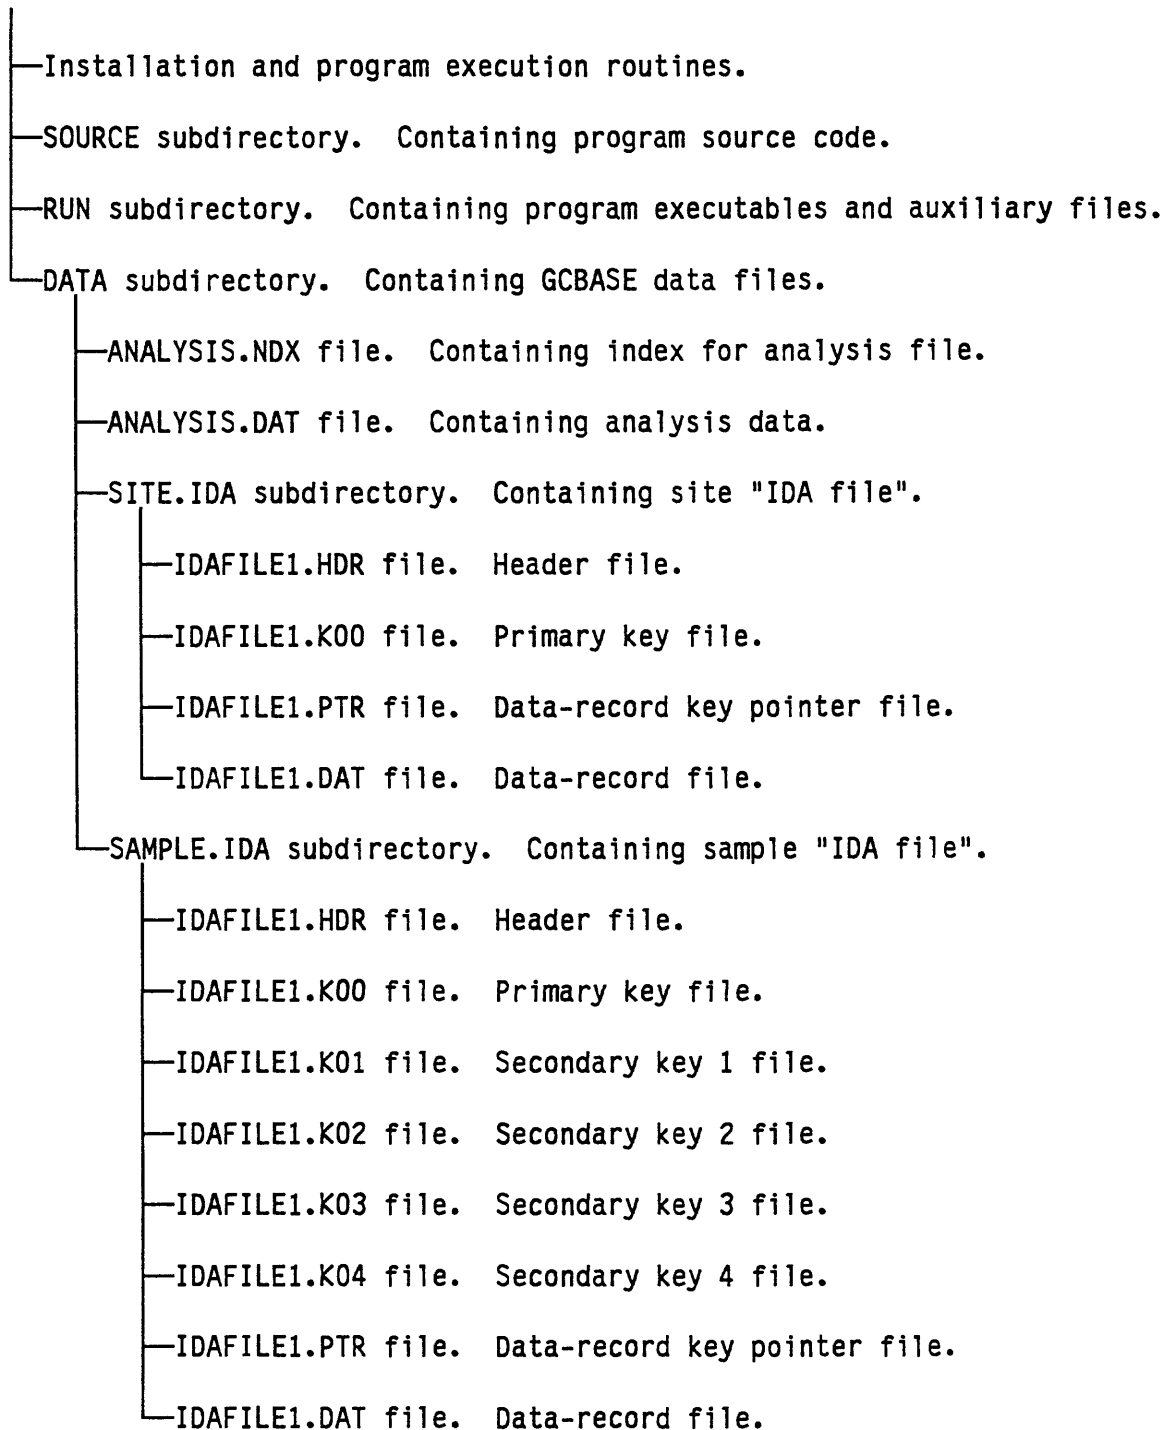 Installation and program execution routines.
SOURCE subdirectory. Containing program source code.
RUN subdirectory. Containing program executables and auxiliary files.
DATA subdirectory. Containing GCBASE data files.
ANALYSIS.NDX file. Containing index for analysis file.
ANALYSIS.DAT file. Containing analysis data.
SITE.IDA subdirectory. Containing site "IDA file".
IDAFILE1.HDR file. Header file.
IDAFILE1.K00 file. Primary key file.
IDAFILE1.PTR file. Data-record key pointer file.
IDAFILE1.DAT file. Data-record file.
SAMPLE.IDA subdirectory. Containing sample "IDA file".
IDAFILE1.HDR file. Header file.
IDAFILE1.K00 file. Primary key file.
IDAFILE1.K01 file. Secondary key 1 file.
IDAFILE1.K02 file. Secondary key 2 file.
IDAFILE1.K03 file. Secondary key 3 file.
IDAFILE1.K04 file. Secondary key 4 file.
IDAFILE1.PTR file. Data-record key pointer file.
IDAFILE1.DAT file. Data-record file.